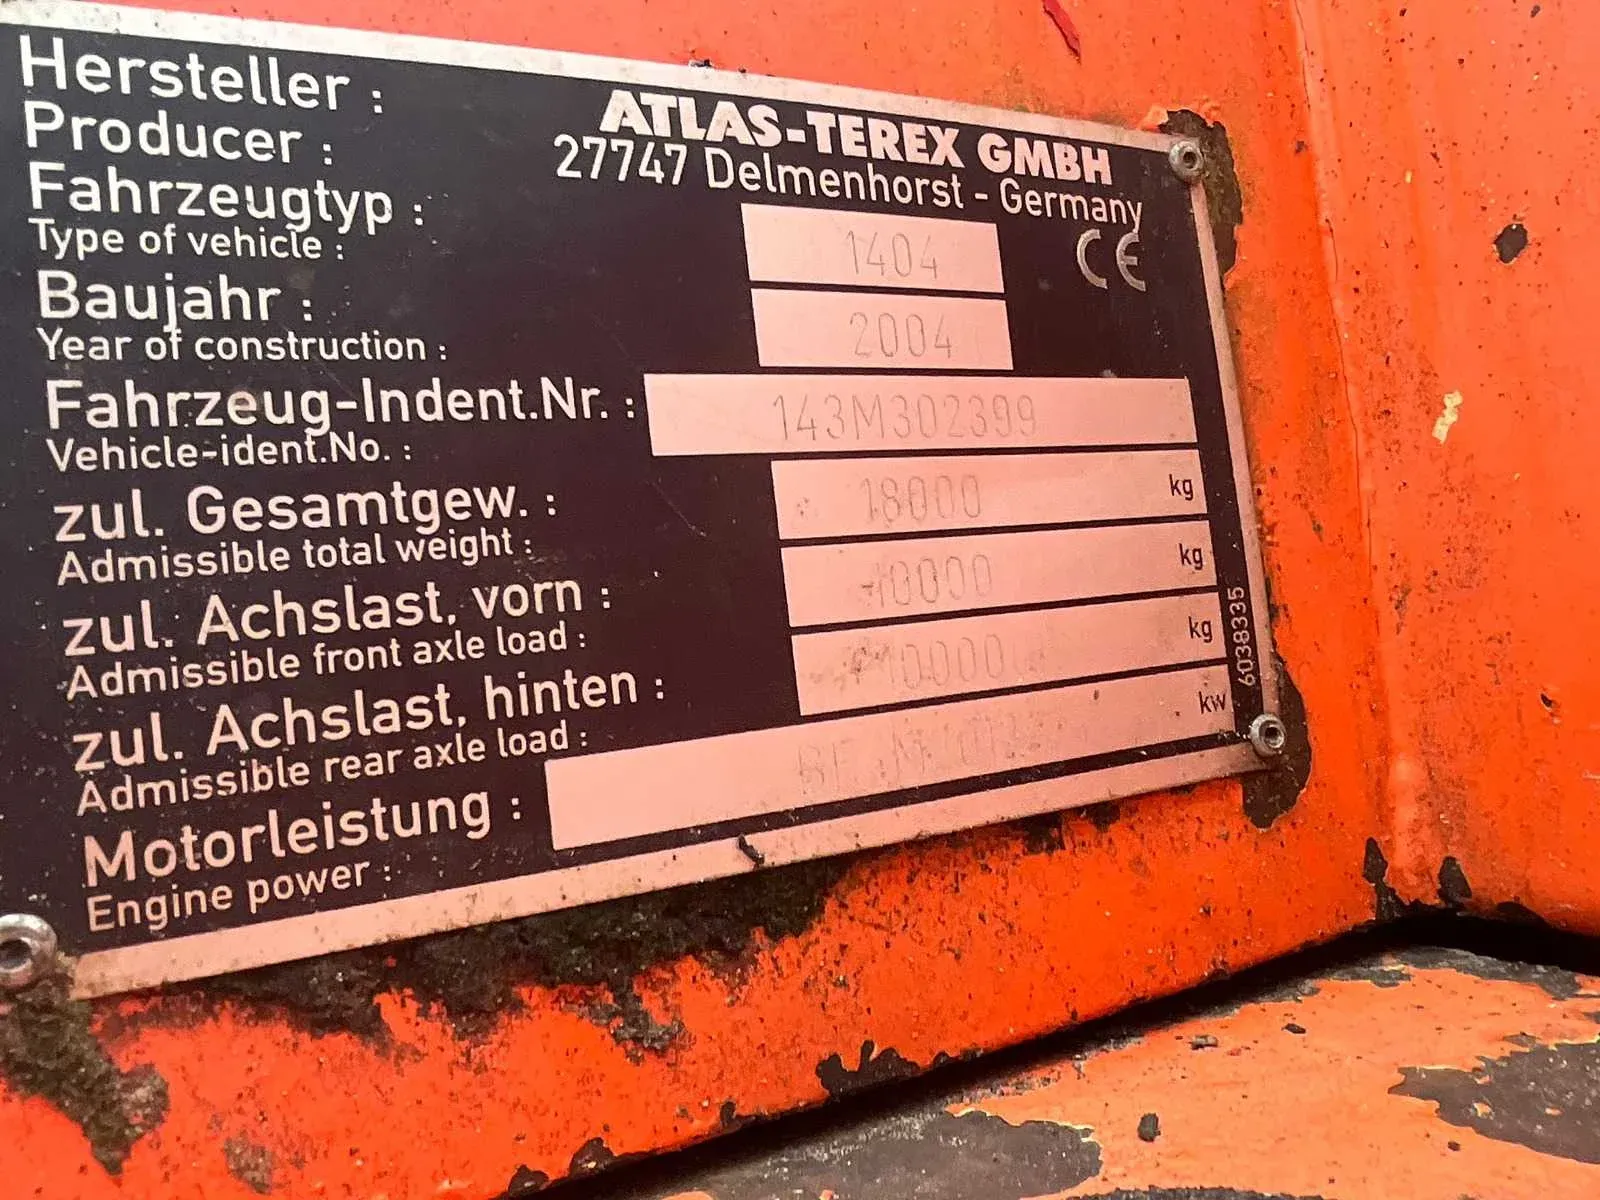 Hersteller :
Producer :
ATLAS-TEREX GMBH
27747 Delmenhorst - Germany
Fahrzeugtyp :
Type of vehicle :
1404
CE
Baujahr :
Year of construction :
2004
Fahrzeug-Indent.Nr. :
Vehicle-ident.No. :
143M302399
zul. Gesamtgew. :
Admissible total weight :
18000 kg
zul. Achslast, vorn :
Admissible front axle load :
10000 kg
zul. Achslast, hinten :
Admissible rear axle load :
10000 kg
Motorleistung :
Engine power :
kw
6038335